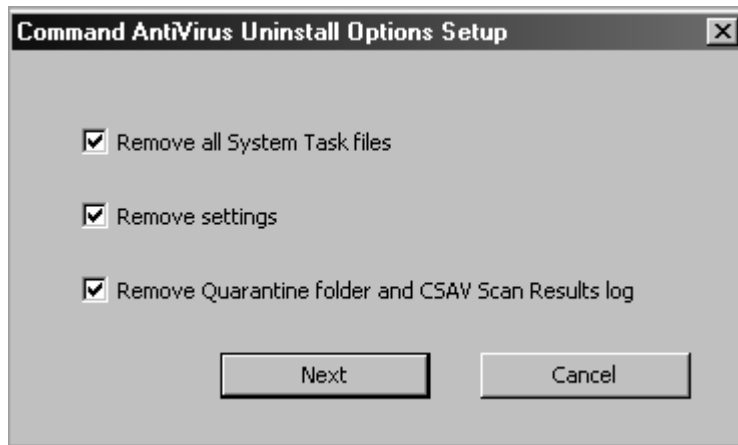 Command AntiVirus Uninstall Options Setup
Remove all System Task files
Remove settings
Remove Quarantine folder and CSAV Scan Results log
Next Cancel